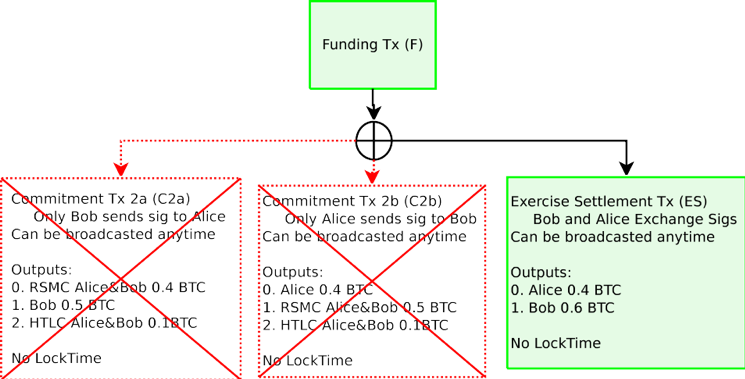 Funding Tx (F)
Commitment Tx 2a (C2a)
Only Bob sends sig to Alice
Can be broadcasted anytime
Outputs:
0. RSMC Alice&Bob 0.4 BTC
1. Bob 0.5 BTC
2. HTLC Alice&Bob 0.1BTC
No LockTime
Commitment Tx 2b (C2b)
Only Alice sends sig to Bob
Can be broadcasted anytime
Outputs:
0. Alice 0.4 BTC
1. RSMC Alice&Bob 0.5 BTC
2. HTLC Alice&Bob 0.1BTC
No LockTime
Exercise Settlement Tx (ES)
Bob and Alice Exchange Sigs
Can be broadcasted anytime
Outputs:
0. Alice 0.4 BTC
1. Bob 0.6 BTC
No LockTime